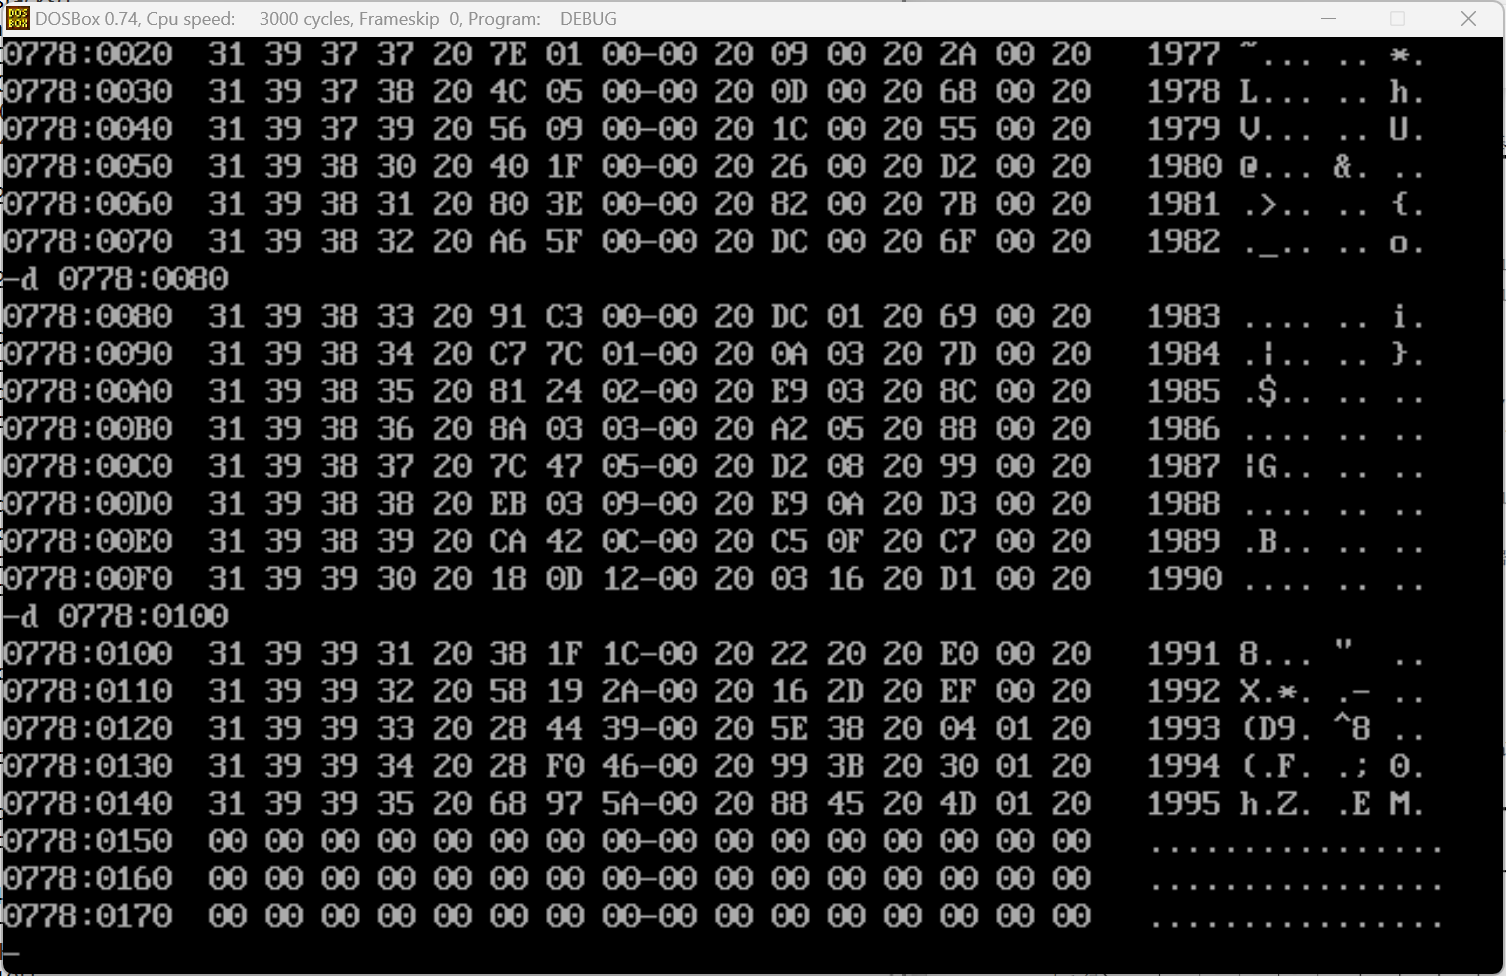 DOSBox 0.74, Cpu speed:     3000 cycles, Frameskip  0, Program:    DEBUG
0778:0020  31 39 37 37 20 7E 01 00-00 20 09 00 20 2A 00 20   1977 ~... .. *.
0778:0030  31 39 37 38 20 4C 05 00-00 20 0D 00 20 68 00 20   1978 L... .. h.
0778:0040  31 39 37 39 20 56 09 00-00 20 1C 00 20 55 00 20   1979 V... .. U.
0778:0050  31 39 38 30 20 40 1F 00-00 20 26 00 20 D2 00 20   1980 @... &. ..
0778:0060  31 39 38 31 20 80 3E 00-00 20 82 00 20 7B 00 20   1981 .>.. .. {.
0778:0070  31 39 38 32 20 A6 5F 00-00 20 DC 00 20 6F 00 20   1982 ._.. .. o.
-d 0778:0080
0778:0080  31 39 38 33 20 91 C3 00-00 20 DC 01 20 69 00 20   1983 .... .. i.
0778:0090  31 39 38 34 20 C7 7C 01-00 20 0A 03 20 7D 00 20   1984 .|.. .. }.
0778:00A0  31 39 38 35 20 81 24 02-00 20 E9 03 20 8C 00 20   1985 .$.. .. ..
0778:00B0  31 39 38 36 20 8A 03 03-00 20 A2 05 20 88 00 20   1986 .... .. ..
0778:00C0  31 39 38 37 20 7C 47 05-00 20 D2 08 20 99 00 20   1987 |G.. .. ..
0778:00D0  31 39 38 38 20 EB 03 09-00 20 E9 0A 20 D3 00 20   1988 .... .. ..
0778:00E0  31 39 38 39 20 CA 42 0C-00 20 C5 0F 20 C7 00 20   1989 .B.. .. ..
0778:00F0  31 39 39 30 20 18 0D 12-00 20 03 16 20 D1 00 20   1990 .... .. ..
-d 0778:0100
0778:0100  31 39 39 31 20 38 1F 1C-00 20 22 20 20 E0 00 20   1991 8... "  ..
0778:0110  31 39 39 32 20 58 19 2A-00 20 16 2D 20 EF 00 20   1992 X.*. .- ..
0778:0120  31 39 39 33 20 28 44 39-00 20 5E 38 20 04 01 20   1993 (D9. ^8 ..
0778:0130  31 39 39 34 20 28 F0 46-00 20 99 3B 20 30 01 20   1994 (.F. .; 0.
0778:0140  31 39 39 35 20 68 97 5A-00 20 88 45 20 4D 01 20   1995 h.Z. .E M.
0778:0150  00 00 00 00 00 00 00 00-00 00 00 00 00 00 00 00   ................
0778:0160  00 00 00 00 00 00 00 00-00 00 00 00 00 00 00 00   ................
0778:0170  00 00 00 00 00 00 00 00-00 00 00 00 00 00 00 00   ................
-